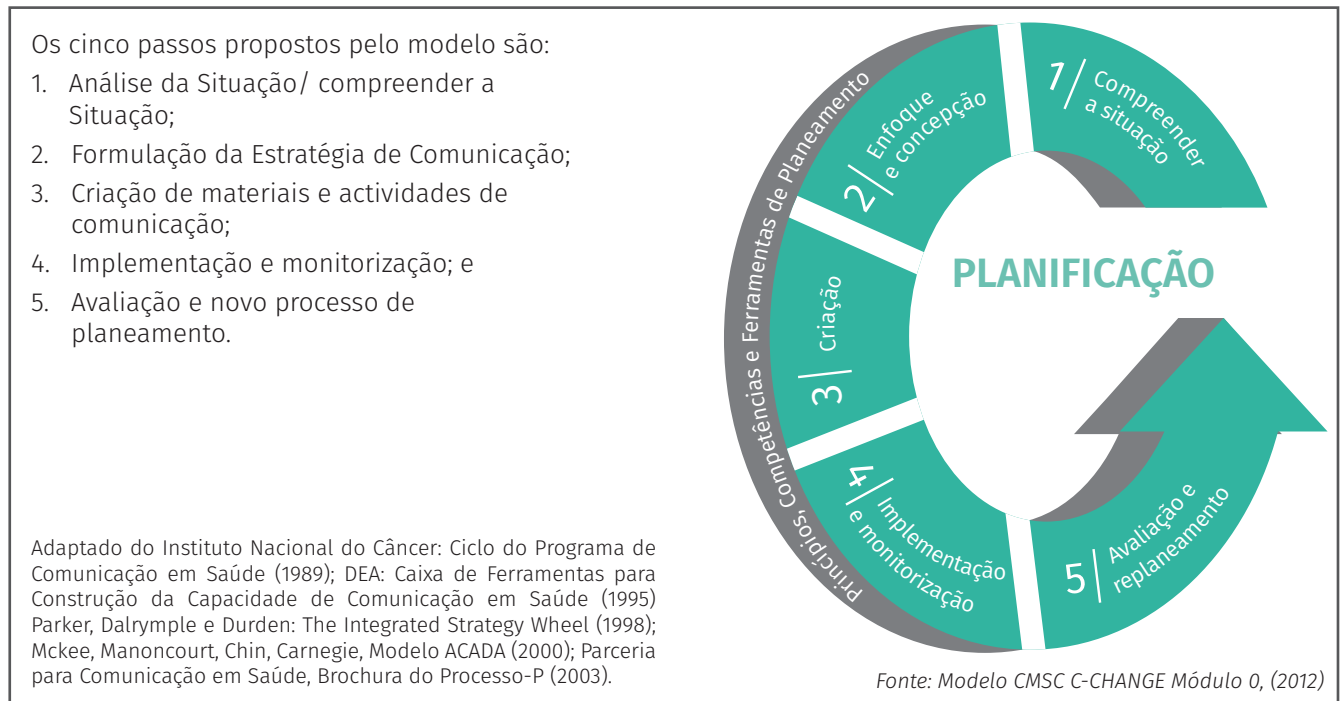 Os cinco passos propostos pelo modelo são:
1. Análise da Situação/ compreender a
Situação;
2. Formulação da Estratégia de Comunicação;
3. Criação de materiais e actividades de
comunicação;
4. Implementação e monitorização; e
5. Avaliação e novo processo de
planeamento.
Adaptado do Instituto Nacional do Câncer: Ciclo do Programa de
Comunicação em Saúde (1989); DEA: Caixa de Ferramentas para
Construção da Capacidade de Comunicação em Saúde (1995)
Parker, Dalrymple e Durden: The Integrated Strategy Wheel (1998);
Mckee, Manoncourt, Chin, Carnegie, Modelo ACADA (2000); Parceria
para Comunicação em Saúde, Brochura do Processo-P (2003).
Princípios, Competências e Ferramentas de Planeamento
1 Compreender
a situação
2 Enfoque
e concepção
3 Criação
4 Implementação
e monitorização
5 Avaliação e
replaneamento
PLANIFICAÇÃO
Fonte: Modelo CMSC C-CHANGE Módulo 0, (2012)